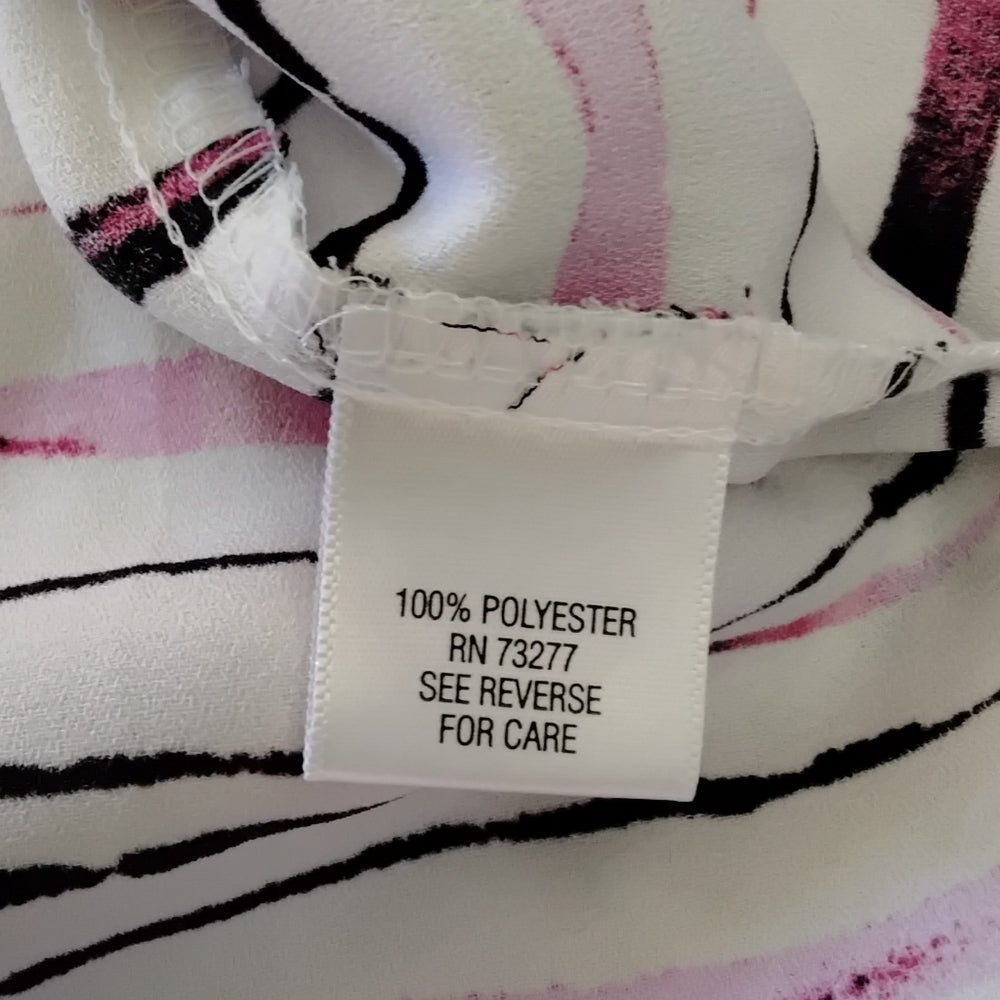 100% POLYESTER
RN 73277
SEE REVERSE
FOR CARE